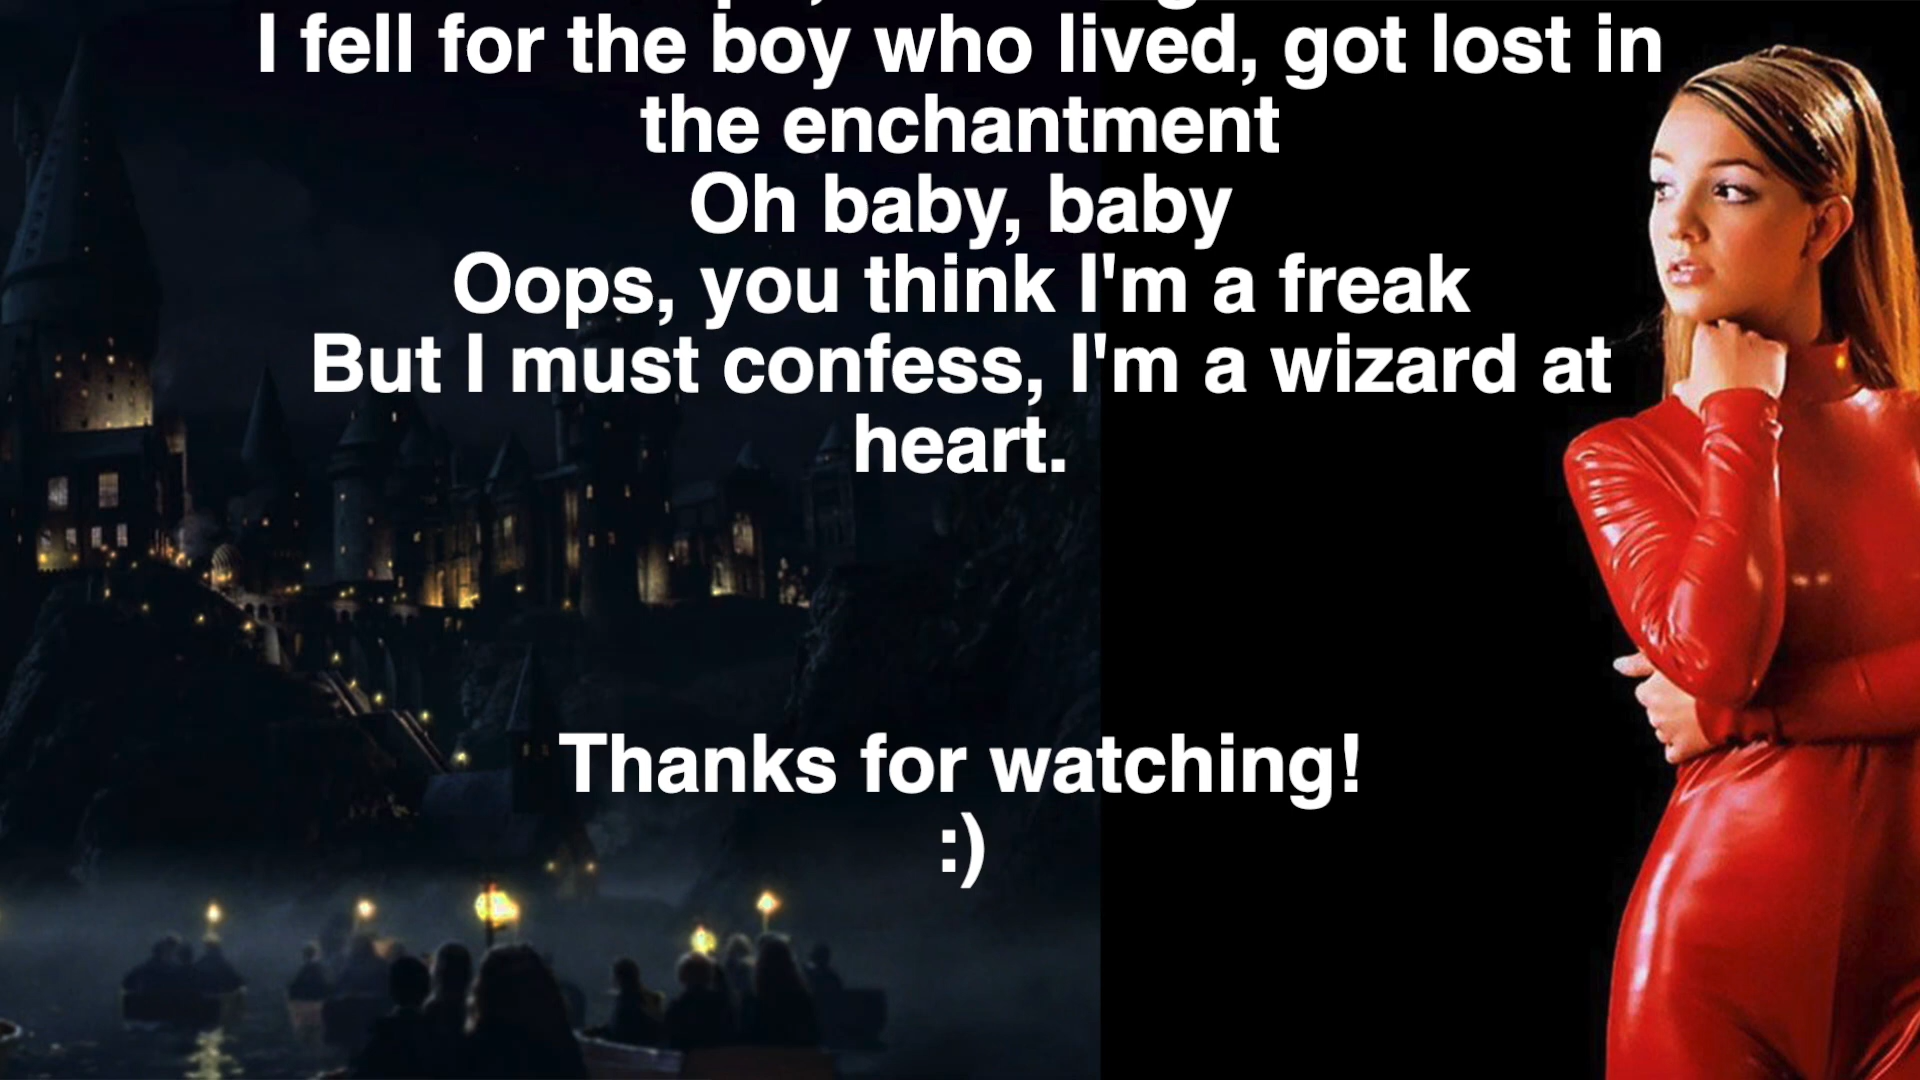 I fell for the boy who lived, got lost in
the enchantment
Oh baby, baby
Oops, you think I'm a freak
But I must confess, I'm a wizard at
heart.
Thanks for watching!
:)